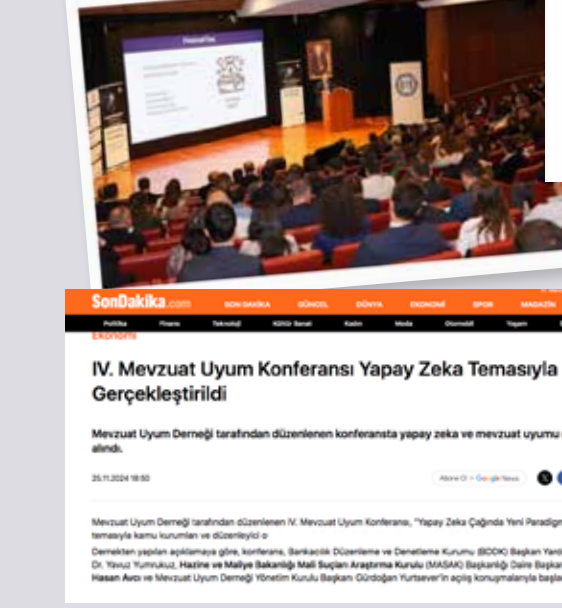 SonDakika.com SON DAKİKA GÜNCEL DÜNYA EKONOMİ SPOR MAGAZİN
Politika Finans Teknoloji Kültür Sanat Kadın Moda Otomobil Yaşam
EKONOMİ
IV. Mevzuat Uyum Konferansı Yapay Zeka Temasıyla
Gerçekleştirildi
Mevzuat Uyum Derneği tarafından düzenlenen konferansta yapay zeka ve mevzuat uyumu
alındı.
25.11.2024 18:50 Abone Ol Google News
Mevzuat Uyum Derneği tarafından düzenlenen IV. Mevzuat Uyum Konferansı, "Yapay Zeka Çağında Yeni Paradigm
temasıyla kamu kurumları ve düzenleyici o
Dernekten yapılan açıklamaya göre, konferans, Bankacılık Düzenleme ve Denetleme Kurumu (BDDK) Başkan Yard
Dr. Yavuz Yumrukuz, Hazine ve Maliye Bakanlığı Mali Suçları Araştırma Kurulu (MASAK) Başkanlığı Daire Başkan
Hasan Avcı ve Mevzuat Uyum Derneği Yönetim Kurulu Başkanı Gürdoğan Yurtsever'in açılış konuşmalarıyla başla